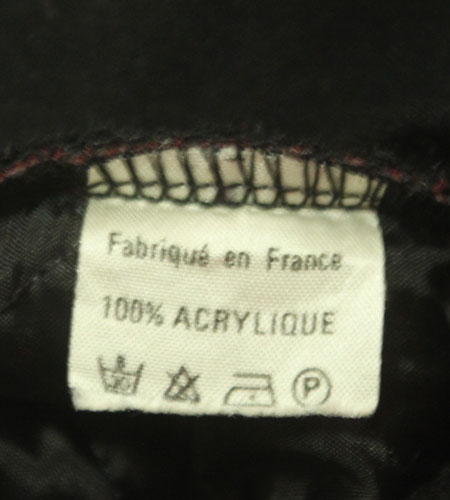 Fabriqué en France
100% ACRYLIQUE
P